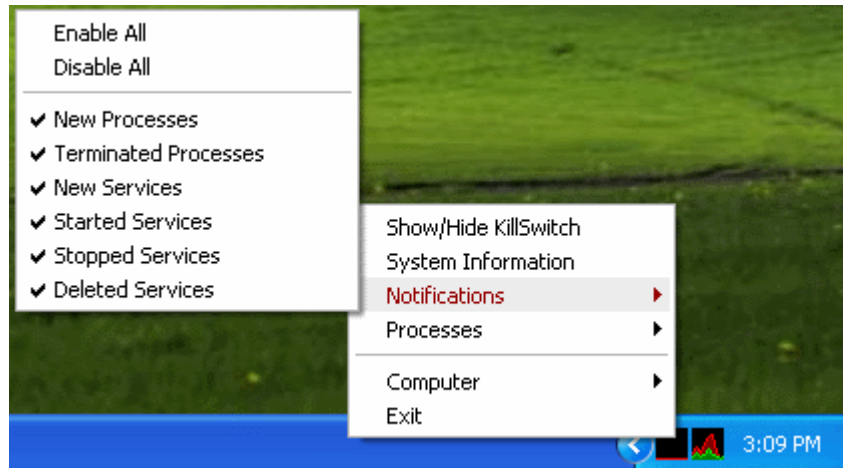 Enable All
Disable All
New Processes
Terminated Processes
New Services
Started Services
Stopped Services
Deleted Services
Show/Hide KillSwitch
System Information
Notifications
Processes
Computer
Exit
3:09 PM